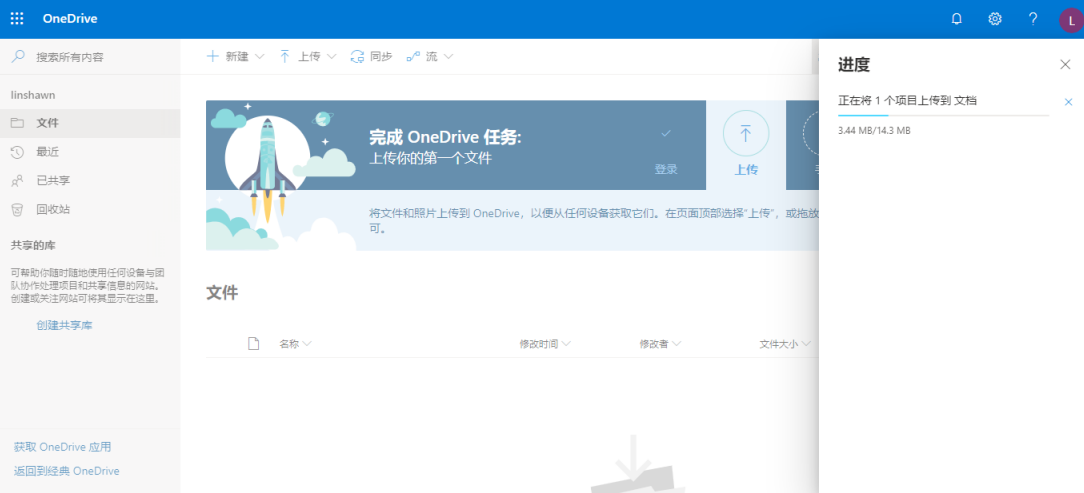 OneDrive
?
L
搜索所有内容
新建
上传
同步
流
进度
正在将 1 个项目上传到 文档
3.44 MB/14.3 MB
linshawn
文件
最近
已共享
回收站
共享的库
可帮助你随时随地使用任何设备与团
队协作处理项目和共享信息的网站。
创建或关注网站可将其显示在这里。
创建共享库
获取 OneDrive 应用
返回到经典 OneDrive
完成 OneDrive 任务:
上传你的第一个文件
登录
上传
将文件和照片上传到 OneDrive，以便从任何设备获取它们。在页面顶部选择"上传"，或拖放
可。
文件
名称
修改时间
修改者
文件大小